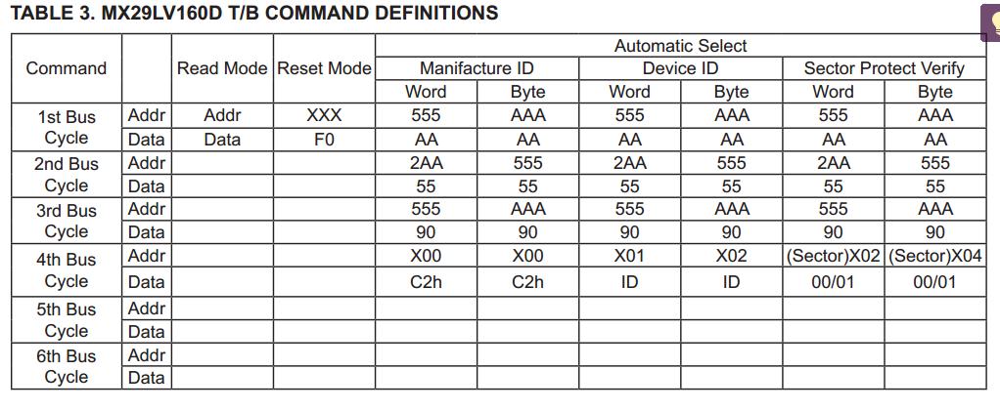 TABLE 3. MX29LV160D T/B COMMAND DEFINITIONS
Automatic Select
Command Read Mode Reset Mode Manifacture ID Device ID Sector Protect Verify
Word Byte Word Byte Word Byte
1st Bus Cycle Addr Addr XXX 555 AAA 555 AAA 555 AAA
Data Data F0 AA AA AA AA AA AA
2nd Bus Cycle Addr 2AA 555 2AA 555 2AA 555
Data 55 55 55 55 55 55
3rd Bus Cycle Addr 555 AAA 555 AAA 555 AAA
Data 90 90 90 90 90 90
4th Bus Cycle Addr X00 X00 X01 X02 (Sector)X02 (Sector)X04
Data C2h C2h ID ID 00/01 00/01
5th Bus Cycle Addr
Data
6th Bus Cycle Addr
Data